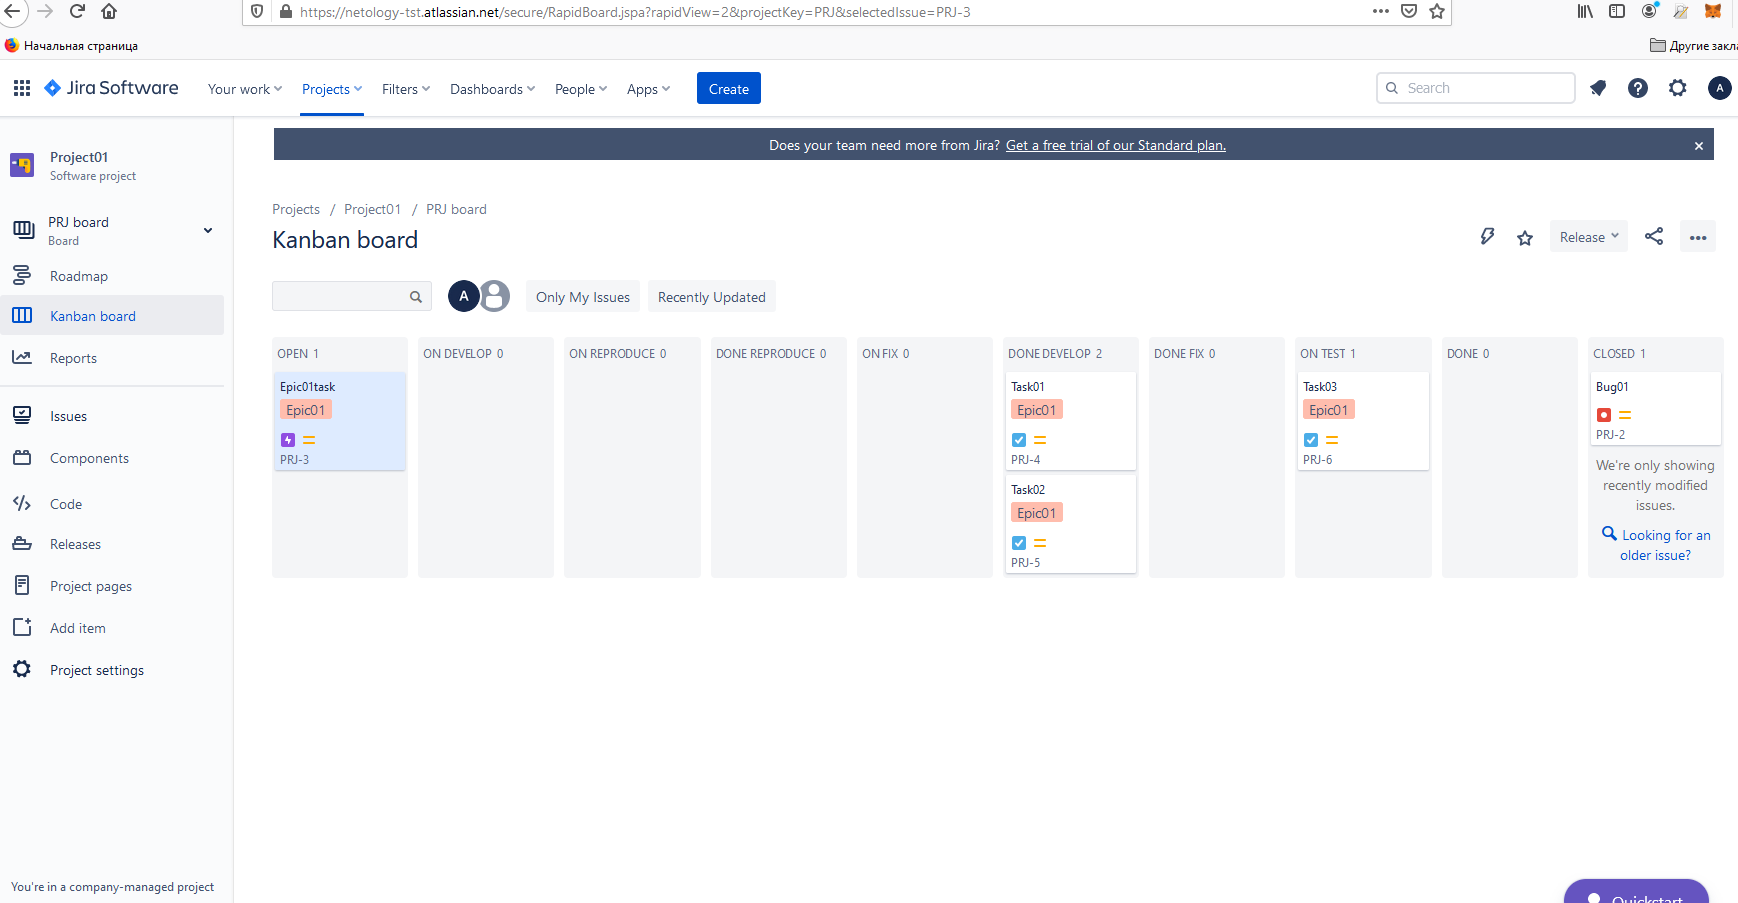 https://netology-tst.atlassian.net/secure/RapidBoard.jspa?rapidView=2&projectKey=PRJ&selectedIssue=PRJ-3
Начальная страница
Другие закла
Jira Software
Your work
Projects
Filters
Dashboards
People
Apps
Create
Search
A
Project01
Software project
PRJ board
Board
Roadmap
Kanban board
Reports
Issues
Components
Code
Releases
Project pages
Add item
Project settings
You're in a company-managed project
Does your team need more from Jira? Get a free trial of our Standard plan.
Projects / Project01 / PRJ board
Kanban board
Release
A
Only My Issues
Recently Updated
OPEN 1
Epic01task
Epic01
PRJ-3
ON DEVELOP 0
ON REPRODUCE 0
DONE REPRODUCE 0
ON FIX 0
DONE DEVELOP 2
Task01
Epic01
PRJ-4
Task02
Epic01
PRJ-5
DONE FIX 0
ON TEST 1
Task03
Epic01
PRJ-6
DONE 0
CLOSED 1
Bug01
PRJ-2
We're only showing
recently modified
issues.
Looking for an
older issue?
Quickstart